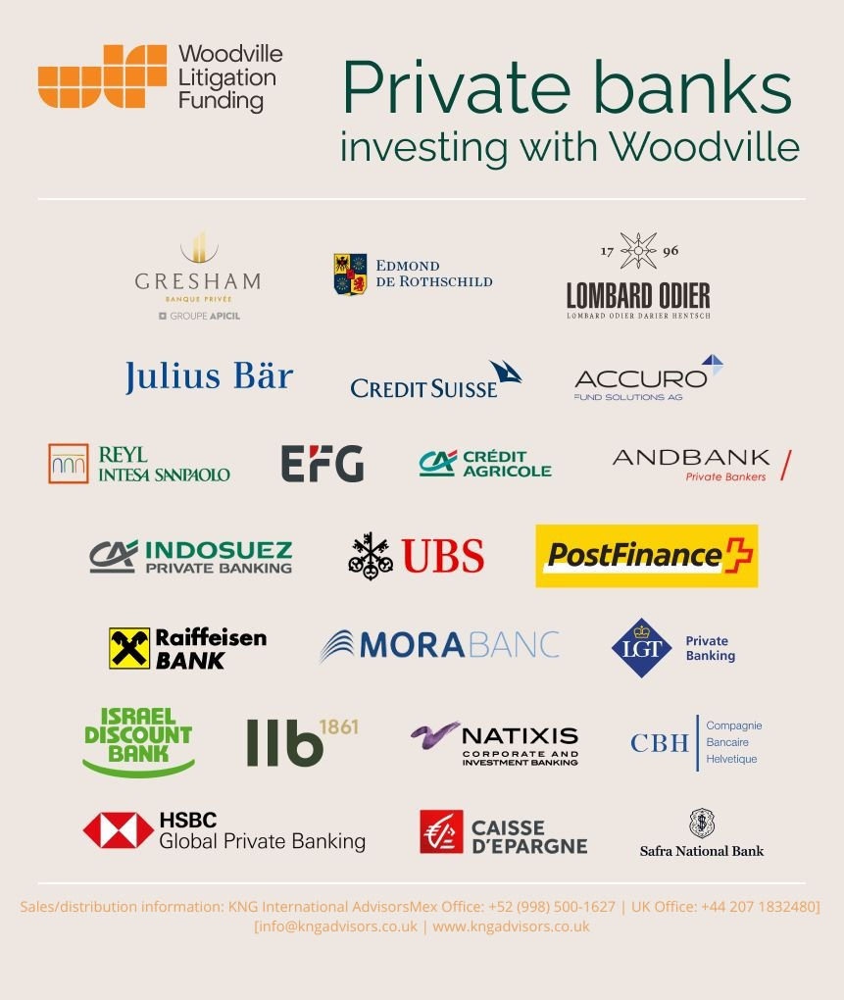 Woodville
Litigation
Funding
Private banks
investing with Woodville
GRESHAM
BANQUE PRIVÉE
GROUPE APICIL
EDMOND
DE ROTHSCHILD
17 96
LOMBARD ODIER
LOMBARD ODIER DARIER HENTSCH
Julius Bär
CREDIT SUISSE
ACCURO
FUND SOLUTIONS AG
REYL
INTESA SANPAOLO
EFG
CRÉDIT
AGRICOLE
ANDBANK
Private Bankers
INDOSUEZ
PRIVATE BANKING
UBS
PostFinance
Raiffeisen
BANK
MORABANC
LGT
Private
Banking
ISRAEL
DISCOUNT
BANK
llb 1861
NATIXIS
CORPORATE AND
INVESTMENT BANKING
CBH
Compagnie
Bancaire
Helvetique
HSBC
Global Private Banking
CAISSE
D'EPARGNE
Safra National Bank
Sales/distribution information: KNG International AdvisorsMex Office: +52 (998) 500-1627 | UK Office: +44 207 1832480]
[info@kngadvisors.co.uk | www.kngadvisors.co.uk